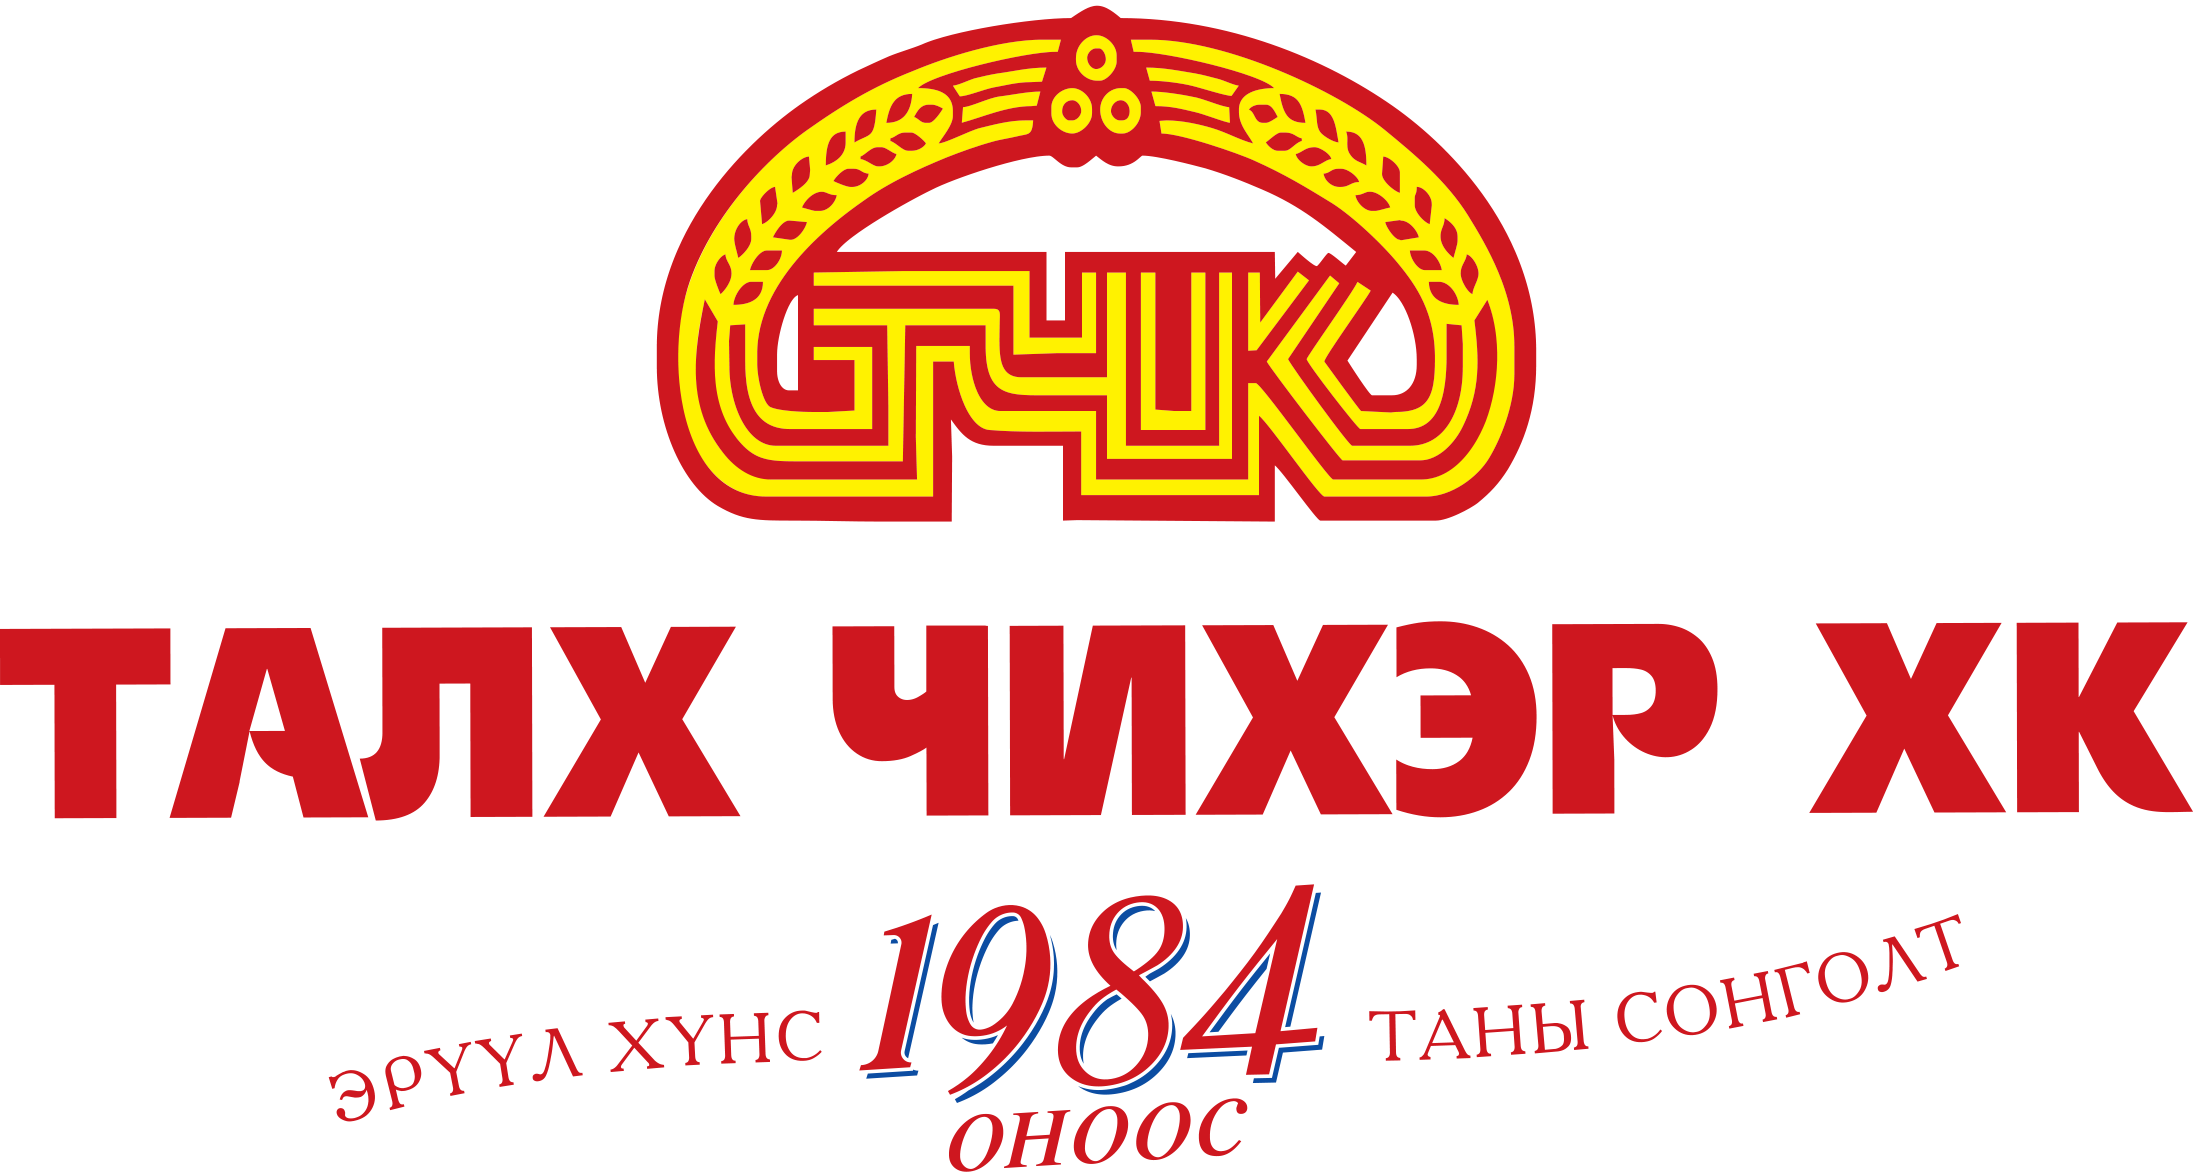 ТЧК
ТАЛХ ЧИХЭР ХК
ЭРҮҮЛ ХҮНС 1984 ТАНЫ СОНГОЛТ
ОНООС